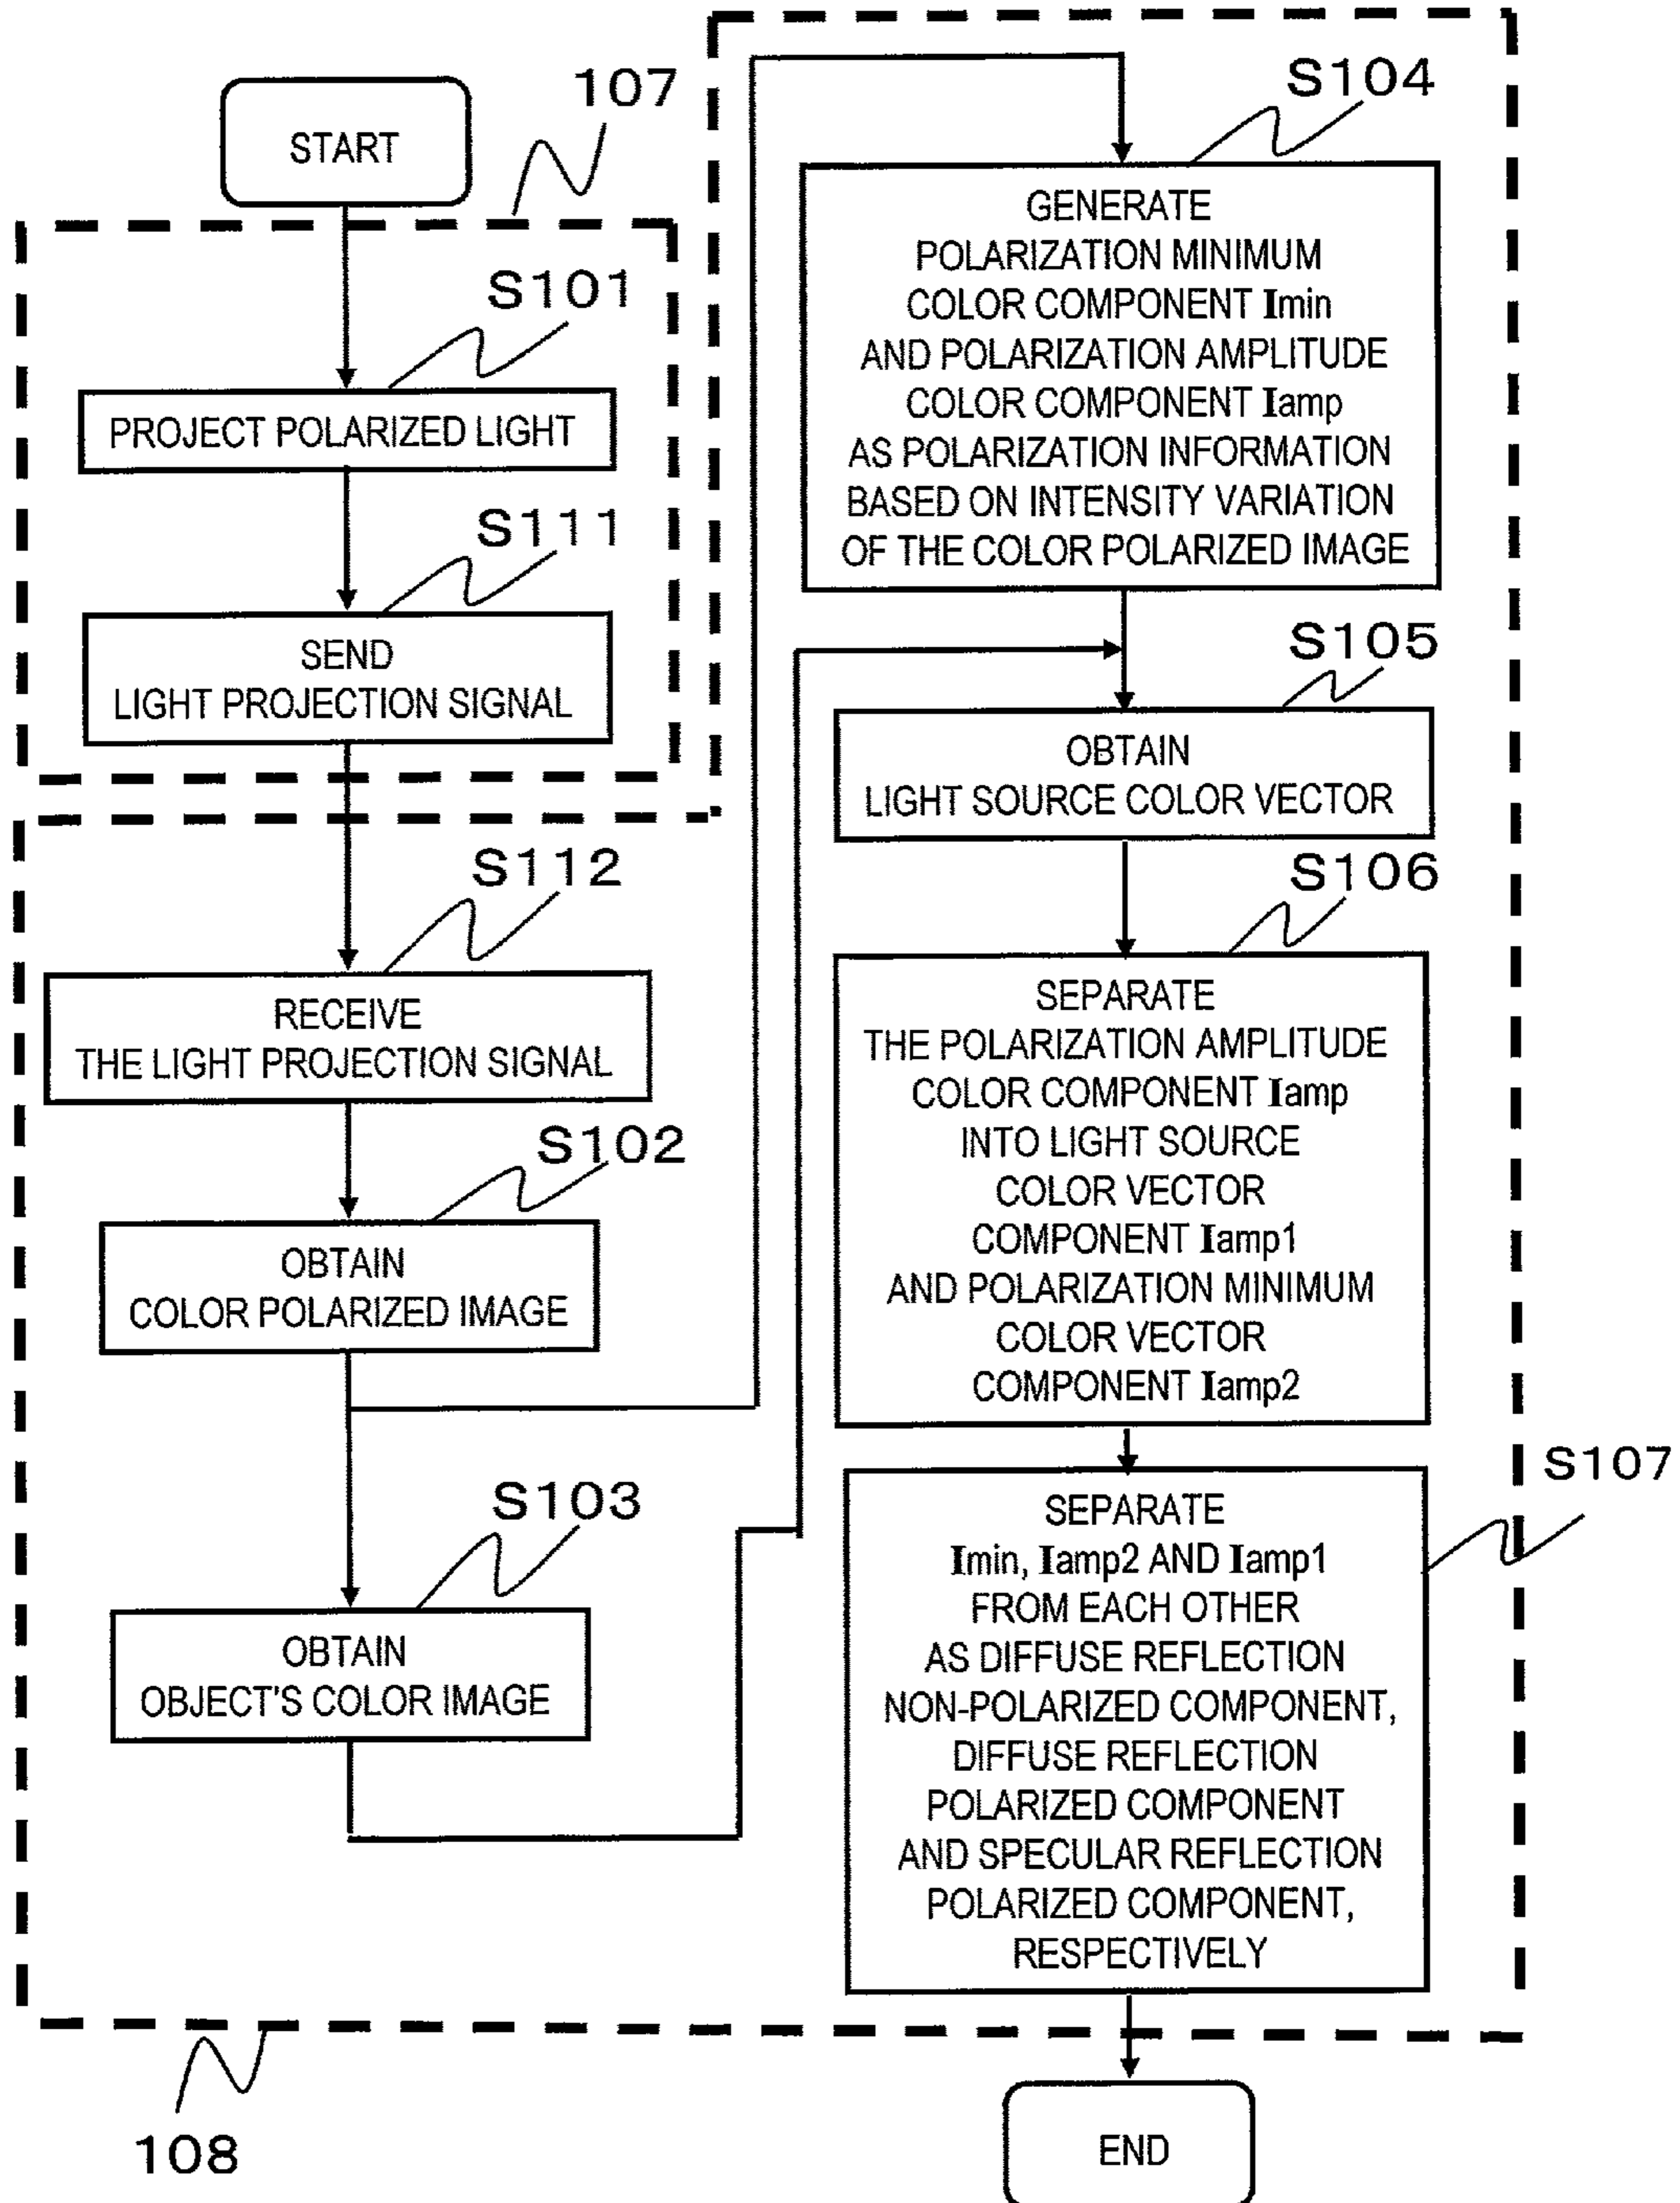 START
107
S101
PROJECT POLARIZED LIGHT
S111
SEND
LIGHT PROJECTION SIGNAL
S112
RECEIVE
THE LIGHT PROJECTION SIGNAL
S102
OBTAIN
COLOR POLARIZED IMAGE
S103
OBTAIN
OBJECT'S COLOR IMAGE
108
S104
GENERATE
POLARIZATION MINIMUM
COLOR COMPONENT Imin
AND POLARIZATION AMPLITUDE
COLOR COMPONENT Iamp
AS POLARIZATION INFORMATION
BASED ON INTENSITY VARIATION
OF THE COLOR POLARIZED IMAGE
S105
OBTAIN
LIGHT SOURCE COLOR VECTOR
S106
SEPARATE
THE POLARIZATION AMPLITUDE
COLOR COMPONENT Iamp
INTO LIGHT SOURCE
COLOR VECTOR
COMPONENT Iamp1
AND POLARIZATION MINIMUM
COLOR VECTOR
COMPONENT Iamp2
S107
SEPARATE
Imin, Iamp2 AND Iamp1
FROM EACH OTHER
AS DIFFUSE REFLECTION
NON-POLARIZED COMPONENT,
DIFFUSE REFLECTION
POLARIZED COMPONENT
AND SPECULAR REFLECTION
POLARIZED COMPONENT,
RESPECTIVELY
END